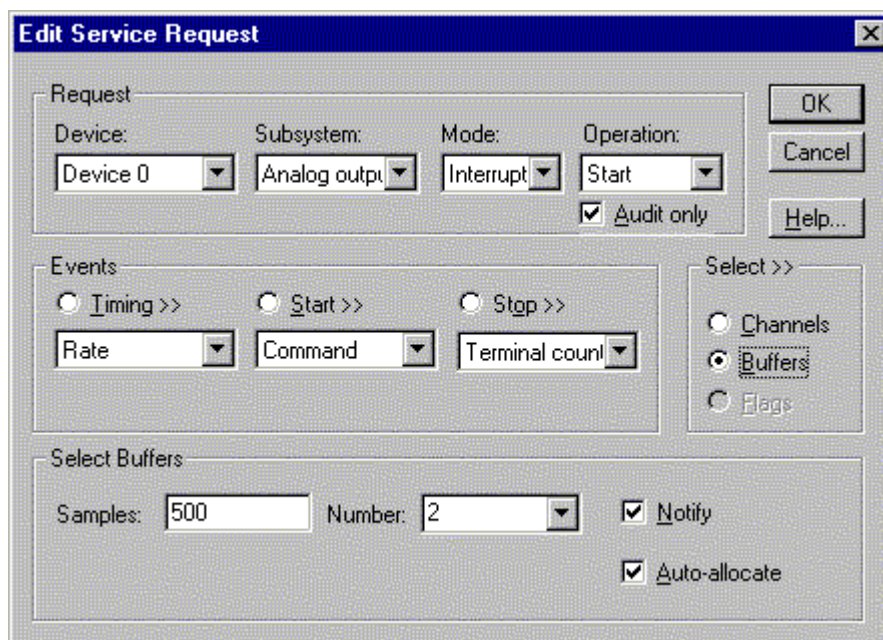 Edit Service Request
Request
OK
Device: Subsystem: Mode: Operation:
Cancel
Device 0 Analog outpu Interrupt Start
Audit only
Help...
Events
Select >>
Timing >> Start >> Stop >>
Channels
Rate Command Terminal count
Buffers
Flags
Select Buffers
Samples: 500 Number: 2 Notify
Auto-allocate